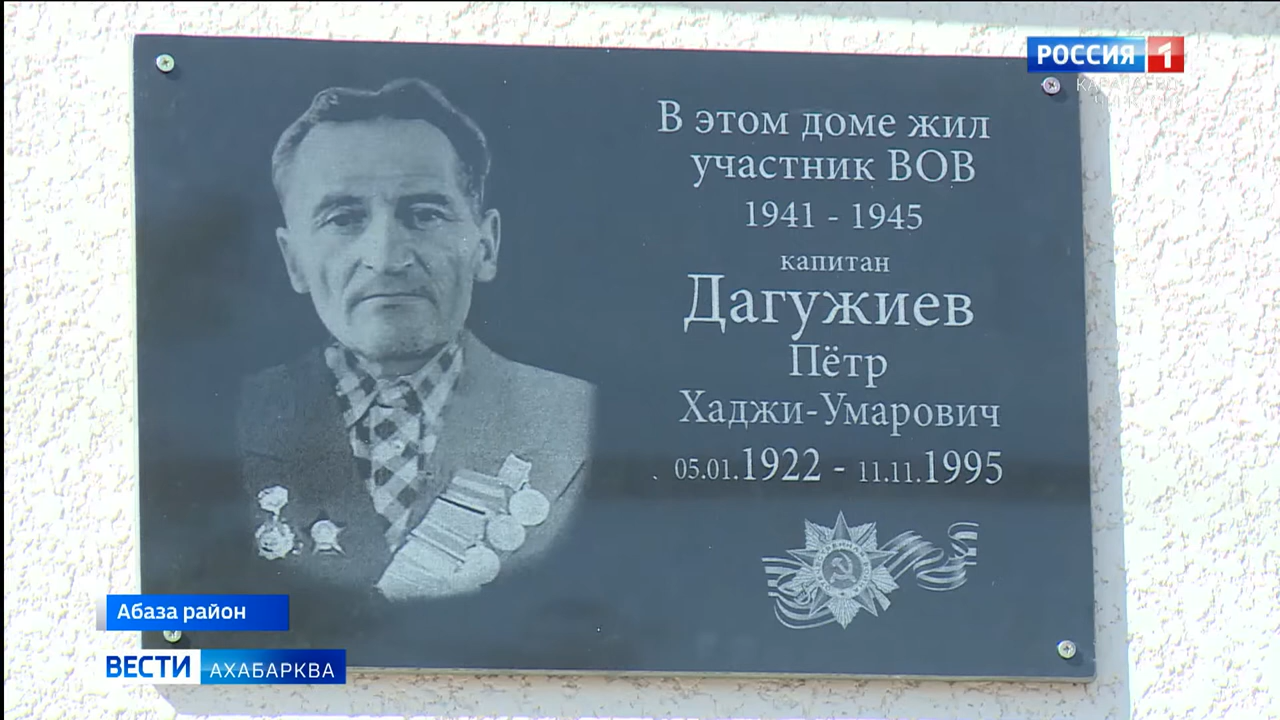 РОССИЯ 1
В этом доме жил
участник ВОВ
1941 - 1945
капитан
Дагужиев
Пётр
Хаджи-Умарович
05.01.1922 - 11.11.1995
Абаза район
ВЕСТИ АХАБАРКВА